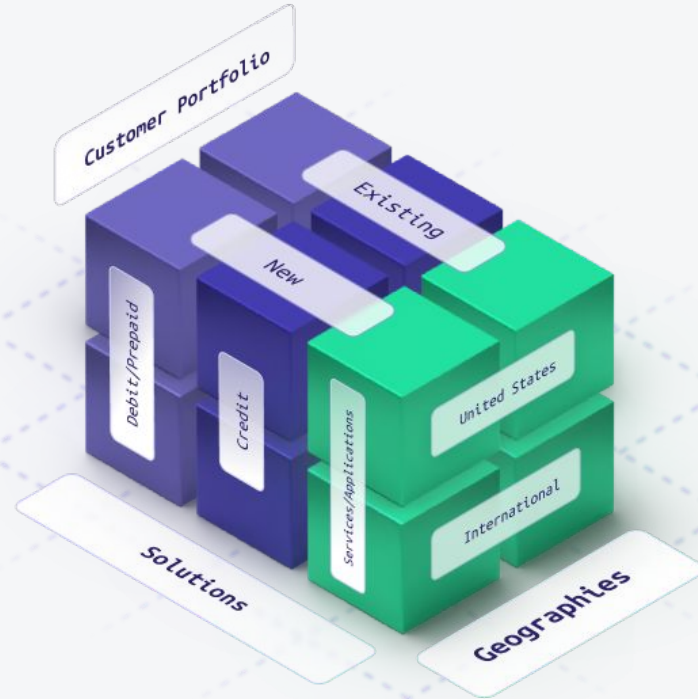 Customer Portfolio
Existing
New
Debit/Prepaid
Credit
Services/Applications
United States
International
Solutions
Geographies